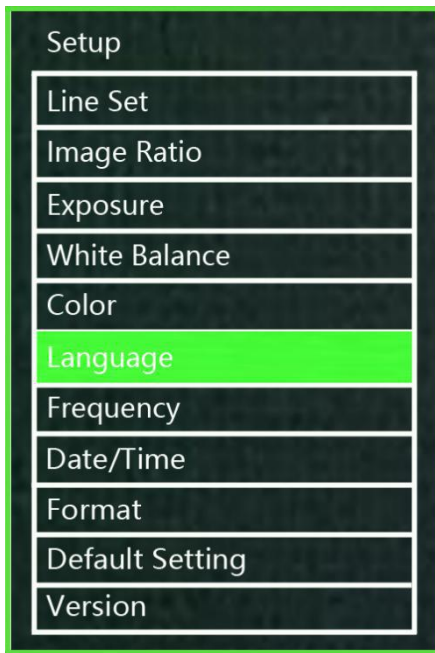 Setup
Line Set
Image Ratio
Exposure
White Balance
Color
Language
Frequency
Date/Time
Format
Default Setting
Version